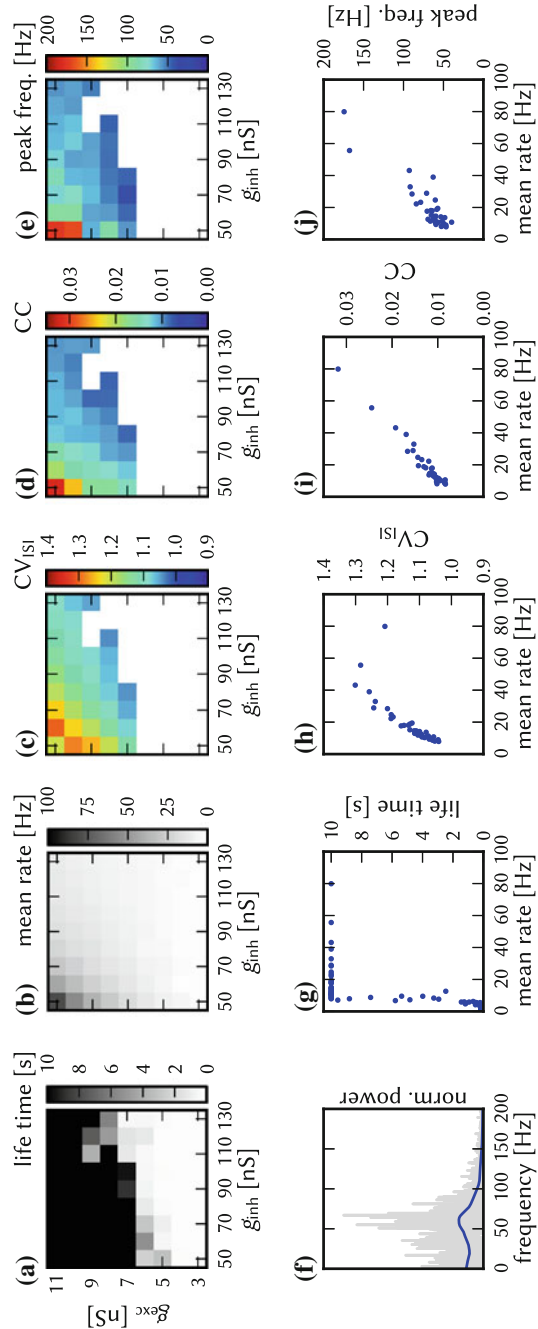 (a) life time [s]
10
8
6
4
2
0
11
9
7
5
3
g_exc [nS]
50 70 90 110 130
g_inh [nS]
(b) mean rate [Hz]
100
75
50
25
0
50 70 90 110 130
g_inh [nS]
(c) CV_ISI
1.4
1.3
1.2
1.1
1.0
0.9
50 70 90 110 130
g_inh [nS]
(d) CC
0.03
0.02
0.01
0.00
50 70 90 110 130
g_inh [nS]
(e) peak freq. [Hz]
200
150
100
50
0
50 70 90 110 130
g_inh [nS]
(f)
norm. power
0 50 100 150 200
frequency [Hz]
(g)
life time [s]
10
8
6
4
2
0
0 20 40 60 80 100
mean rate [Hz]
(h)
CV_ISI
1.4
1.3
1.2
1.1
1.0
0.9
0 20 40 60 80 100
mean rate [Hz]
(i)
CC
0.03
0.02
0.01
0.00
0 20 40 60 80 100
mean rate [Hz]
(j)
peak freq. [Hz]
200
150
100
50
0
0 20 40 60 80 100
mean rate [Hz]